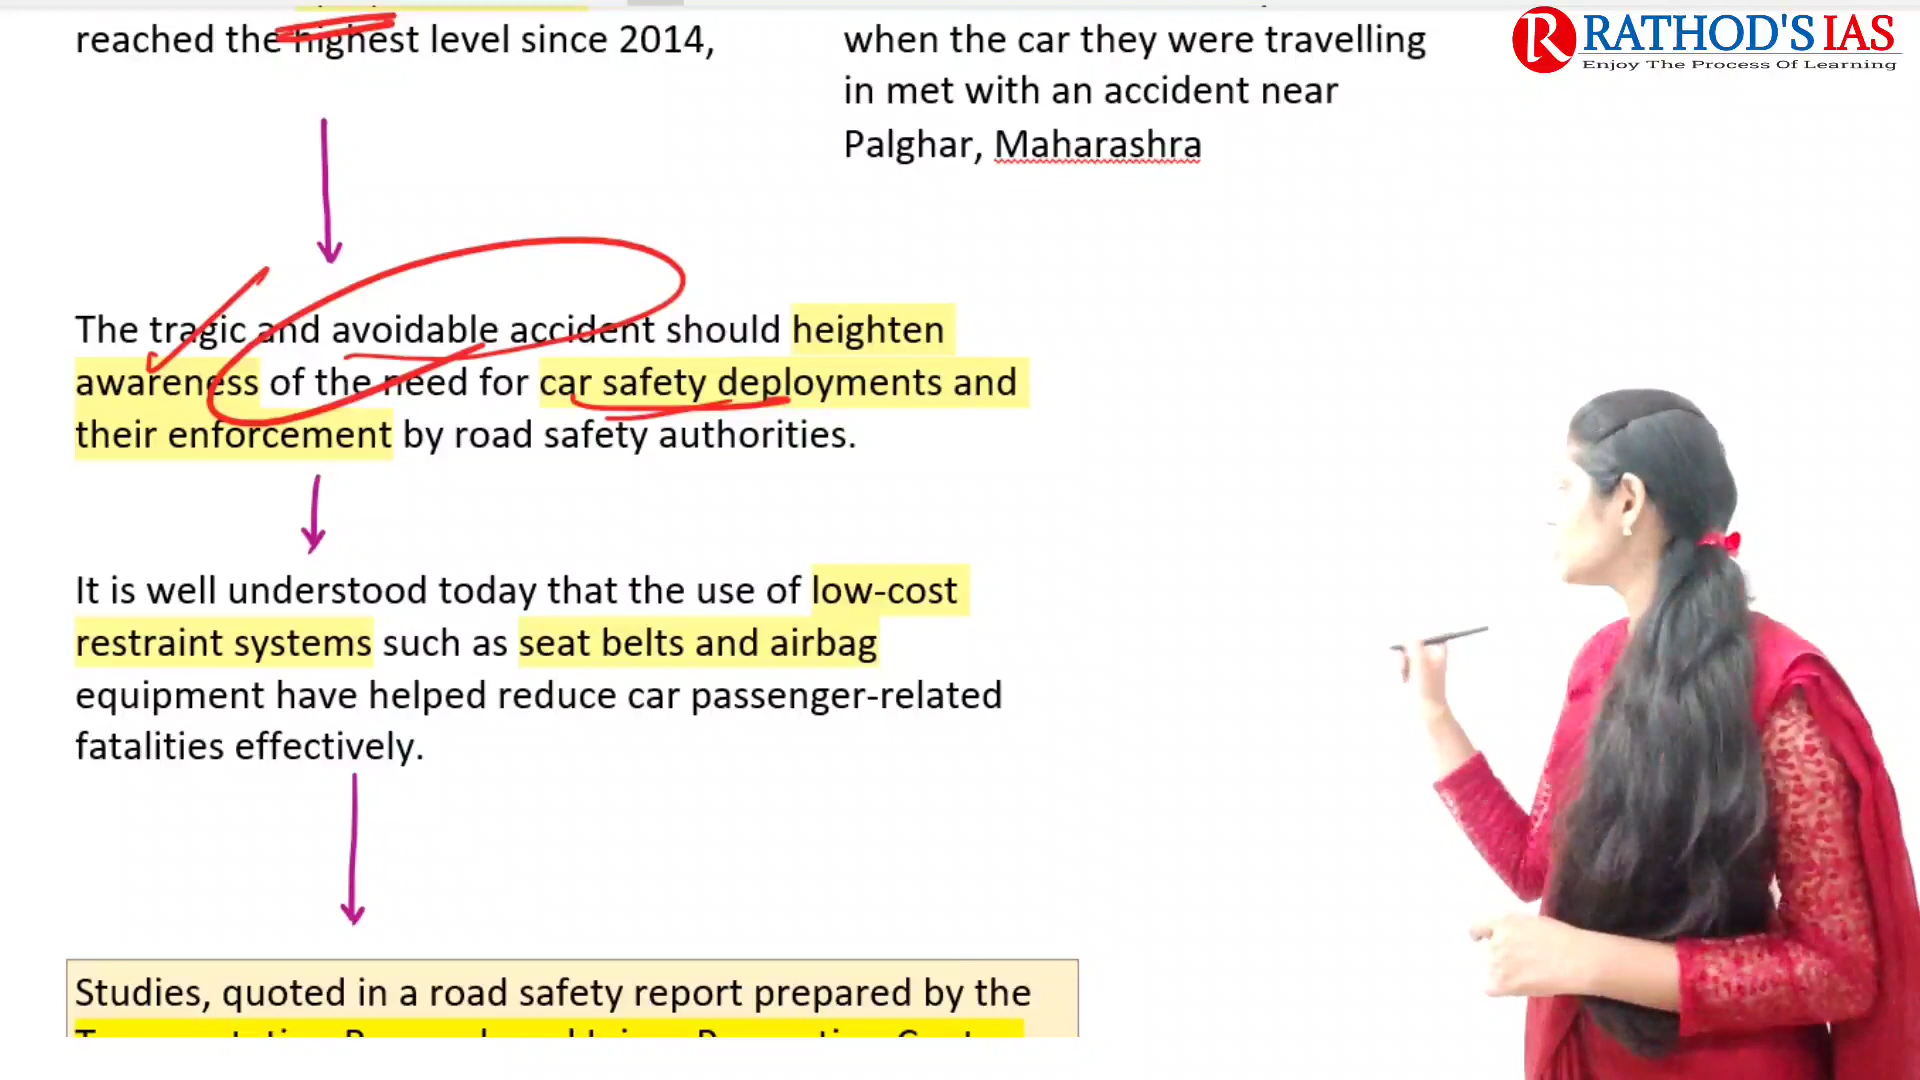 reached the highest level since 2014,
The tragic and avoidable accident should heighten
awareness of the need for car safety deployments and
their enforcement by road safety authorities.
It is well understood today that the use of low-cost
restraint systems such as seat belts and airbag
equipment have helped reduce car passenger-related
fatalities effectively.
Studies, quoted in a road safety report prepared by the
when the car they were travelling
in met with an accident near
Palghar, Maharashra
R RATHOD'S IAS
Enjoy The Process Of Learning